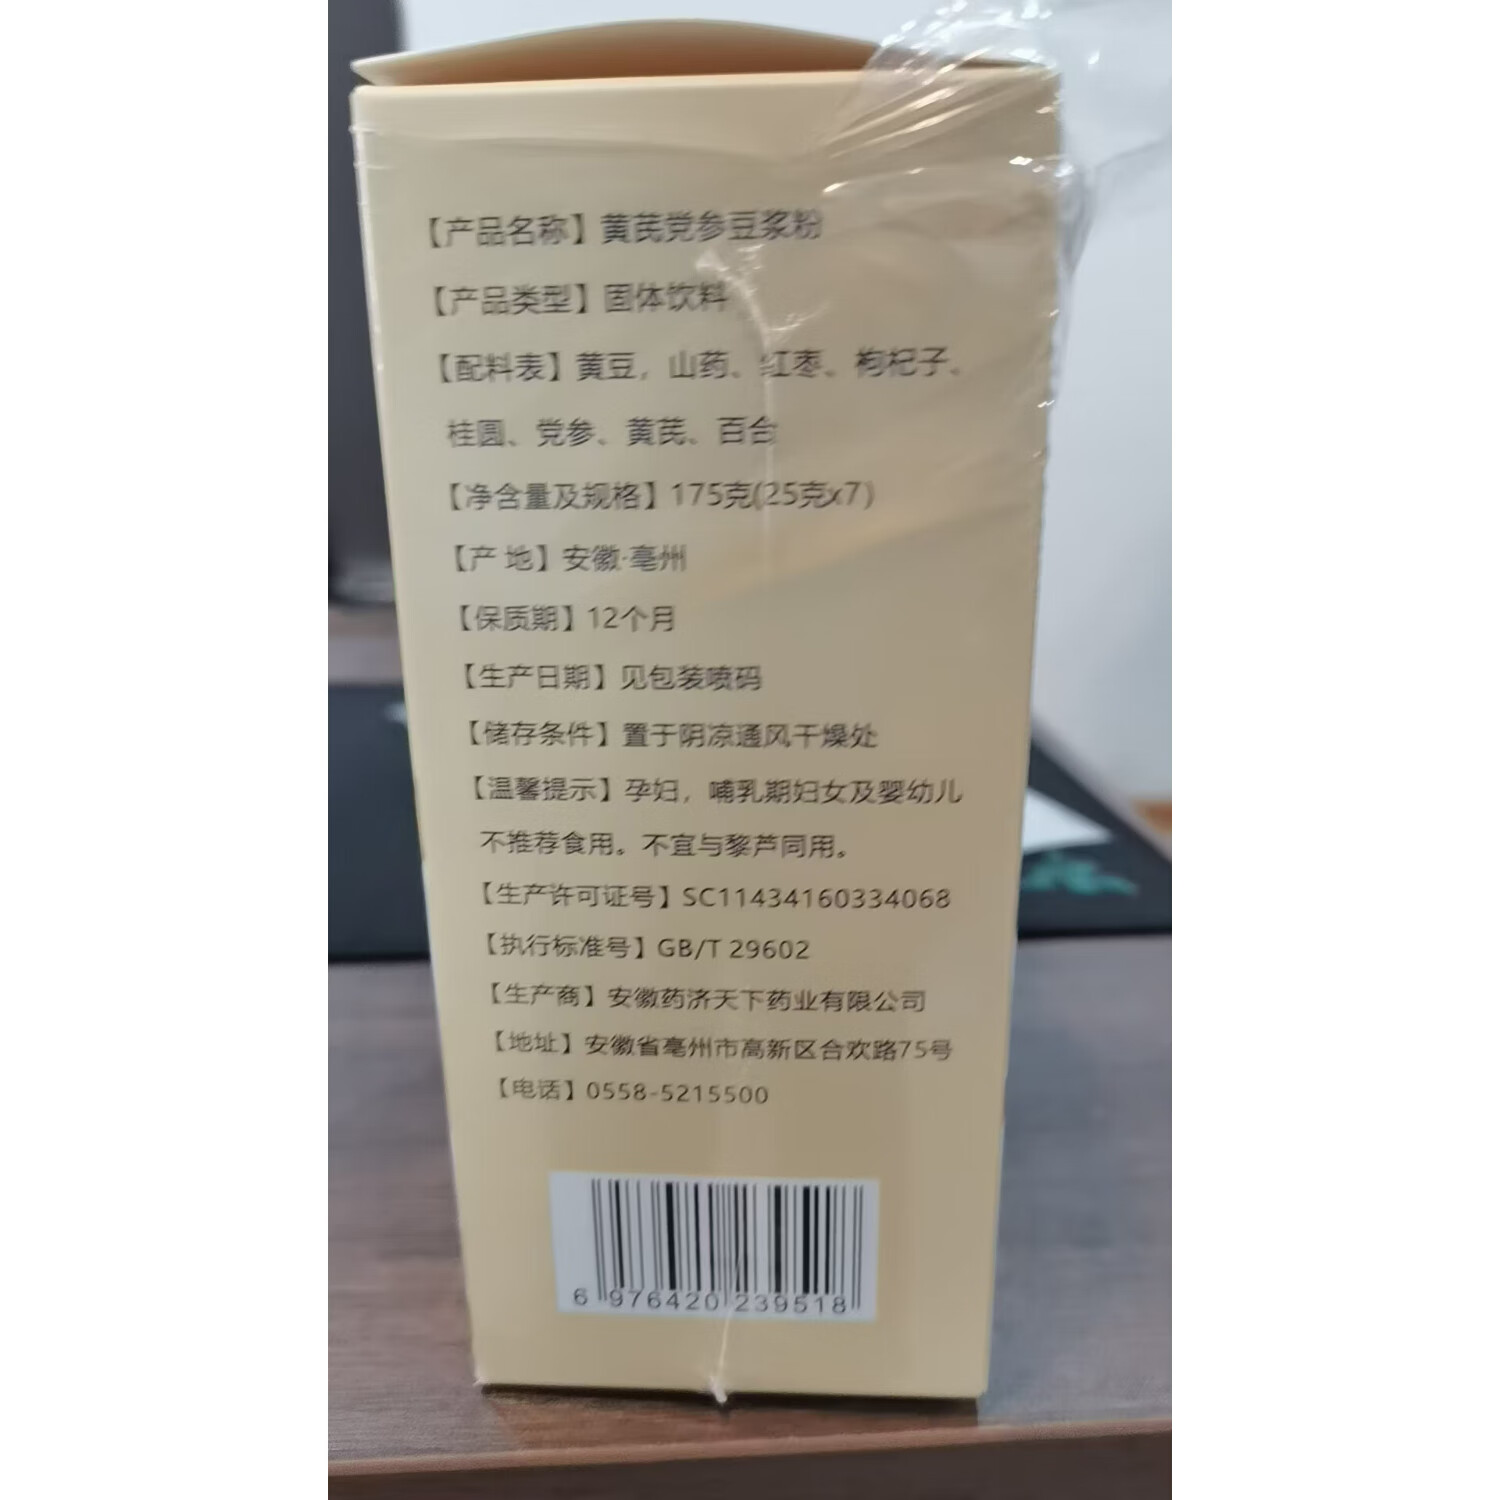 【产品名称】黄芪党参豆浆粉
【产品类型】固体饮料
【配料表】黄豆，山药、红枣、枸杞子、
桂圆、党参、黄芪、百合
【净含量及规格】175克(25克x7)
【产 地】安徽·亳州
【保质期】12个月
【生产日期】见包装喷码
【储存条件】置于阴凉通风干燥处
【温馨提示】孕妇，哺乳期妇女及婴幼儿
不推荐食用。不宜与藜芦同用。
【生产许可证号】SC11434160334068
【执行标准号】GB/T 29602
【生产商】安徽药济天下药业有限公司
【地址】安徽省亳州市高新区合欢路75号
【电话】0558-5215500
6 976420 239518